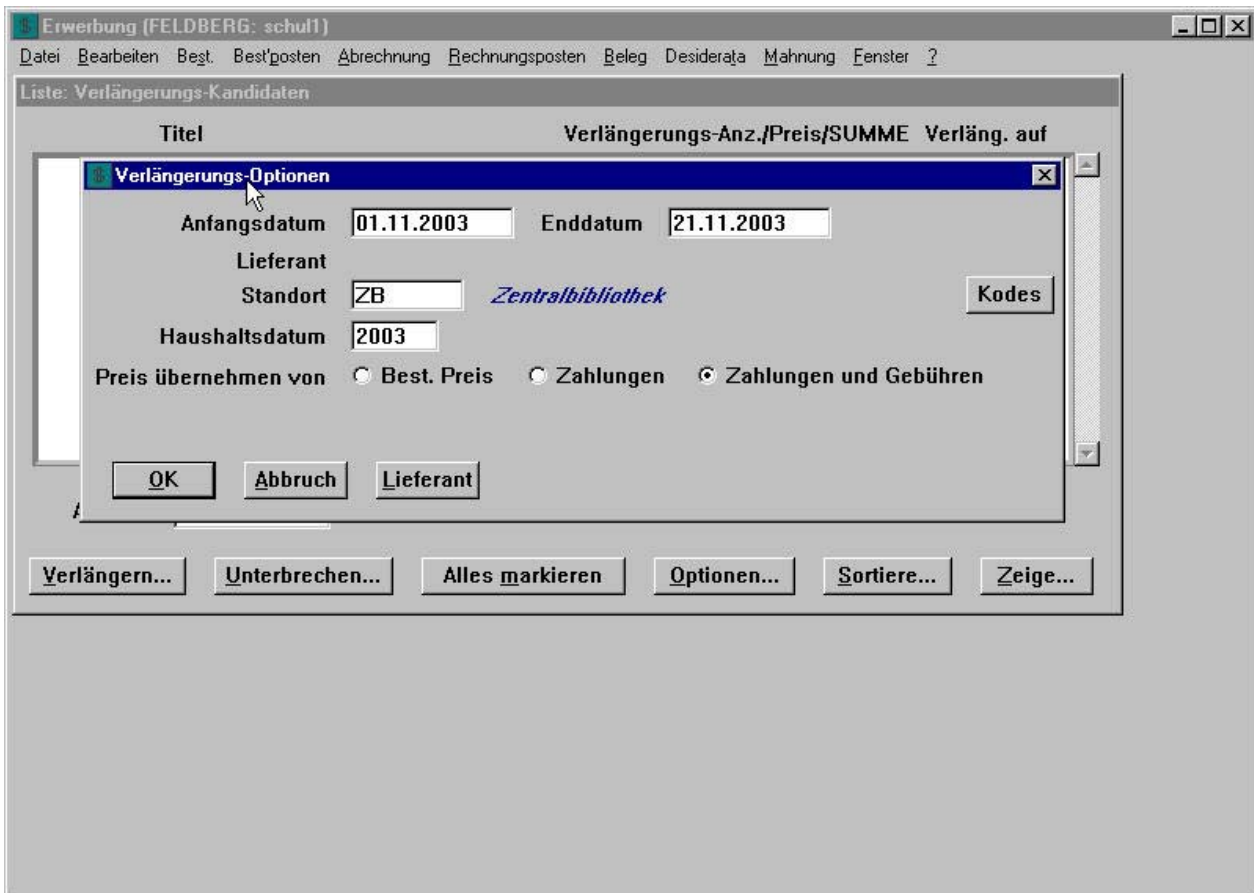 Erwerbung (FELDBERG: schul1)
Datei Bearbeiten Best. Best'posten Abrechnung Rechnungsposten Beleg Desiderata Mahnung Fenster ?
Liste: Verlängerungs-Kandidaten
Titel Verlängerungs-Anz./Preis/SUMME Verläng. auf
Verlängerungs-Optionen
Anfangsdatum 01.11.2003 Enddatum 21.11.2003
Lieferant
Standort ZB Zentralbibliothek Kodes
Haushaltsdatum 2003
Preis übernehmen von Best. Preis Zahlungen Zahlungen und Gebühren
OK Abbruch Lieferant
Verlängern... Unterbrechen... Alles markieren Optionen... Sortiere... Zeige...